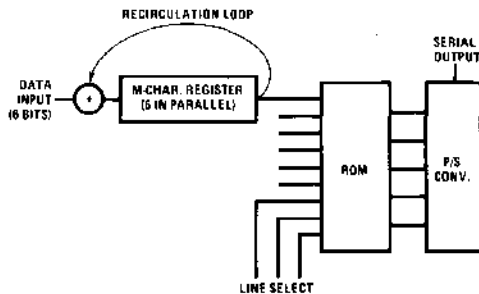 RECIRCULATION LOOP
SERIAL
OUTPUT
DATA
INPUT
(6 BITS)
+
M-CHAR. REGISTER
(6 IN PARALLEL)
ROM
P/S
CONV.
LINE SELECT